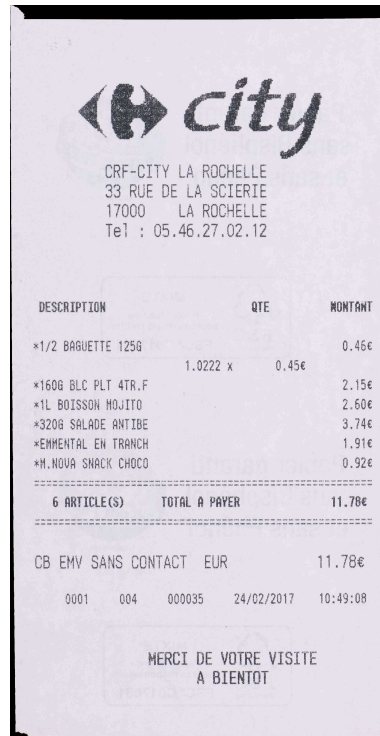 city
CRF-CITY LA ROCHELLE
33 RUE DE LA SCIERIE
17000 LA ROCHELLE
Tel : 05.46.27.02.12
DESCRIPTION QTE MONTANT
*1/2 BAGUETTE 125G 0.46€
1.0222 x 0.45€
*160G BLC PLT 4TR.F 2.15€
*1L BOISSON MOJITO 2.60€
*320G SALADE ANTIBE 3.74€
*EMMENTAL EN TRANCH 1.91€
*M.NOVA SNACK CHOCO 0.92€
6 ARTICLE(S) TOTAL A PAYER 11.78€
CB EMV SANS CONTACT EUR 11.78€
0001 004 000035 24/02/2017 10:49:08
MERCI DE VOTRE VISITE
A BIENTOT